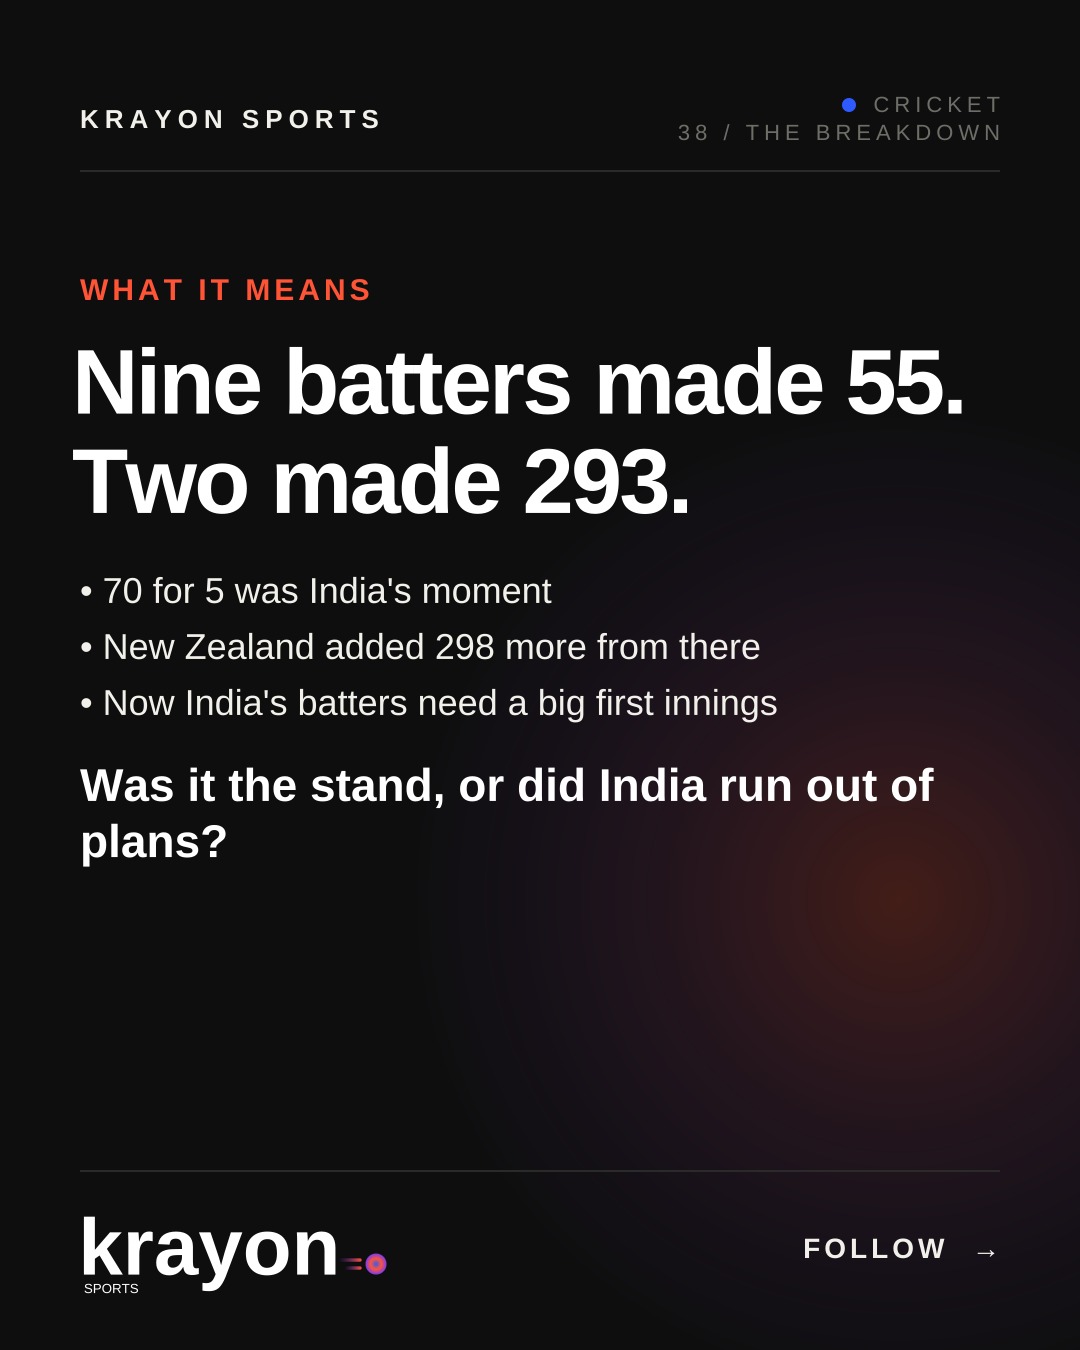 KRAYON SPORTS
CRICKET
38 / THE BREAKDOWN
WHAT IT MEANS
Nine batters made 55.
Two made 293.
• 70 for 5 was India's moment
• New Zealand added 298 more from there
• Now India's batters need a big first innings
Was it the stand, or did India run out of
plans?
krayon
SPORTS
FOLLOW →